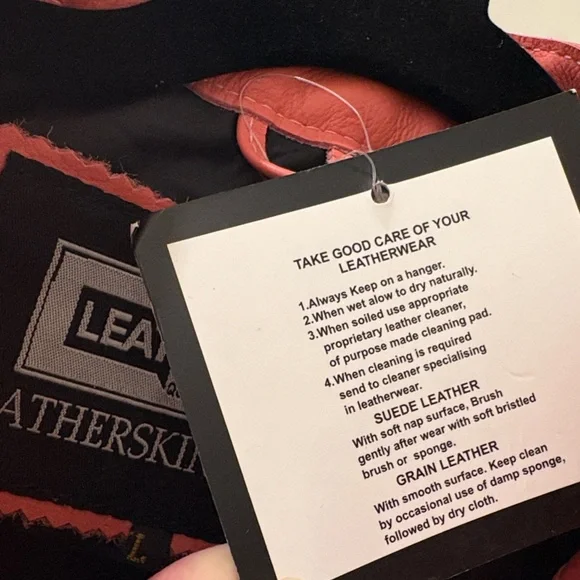 TAKE GOOD CARE OF YOUR
LEATHERWEAR
1.Always Keep on a hanger.
2.When wet alow to dry naturally.
3.When soiled use appropriate
proprietary leather cleaner,
of purpose made cleaning pad.
4.When cleaning is required
send to cleaner specialising
in leatherwear.
SUEDE LEATHER
With soft nap surface, Brush
gently after wear with soft bristled
brush or sponge.
GRAIN LEATHER
With smooth surface. Keep clean
by occasional use of damp sponge,
followed by dry cloth.
L